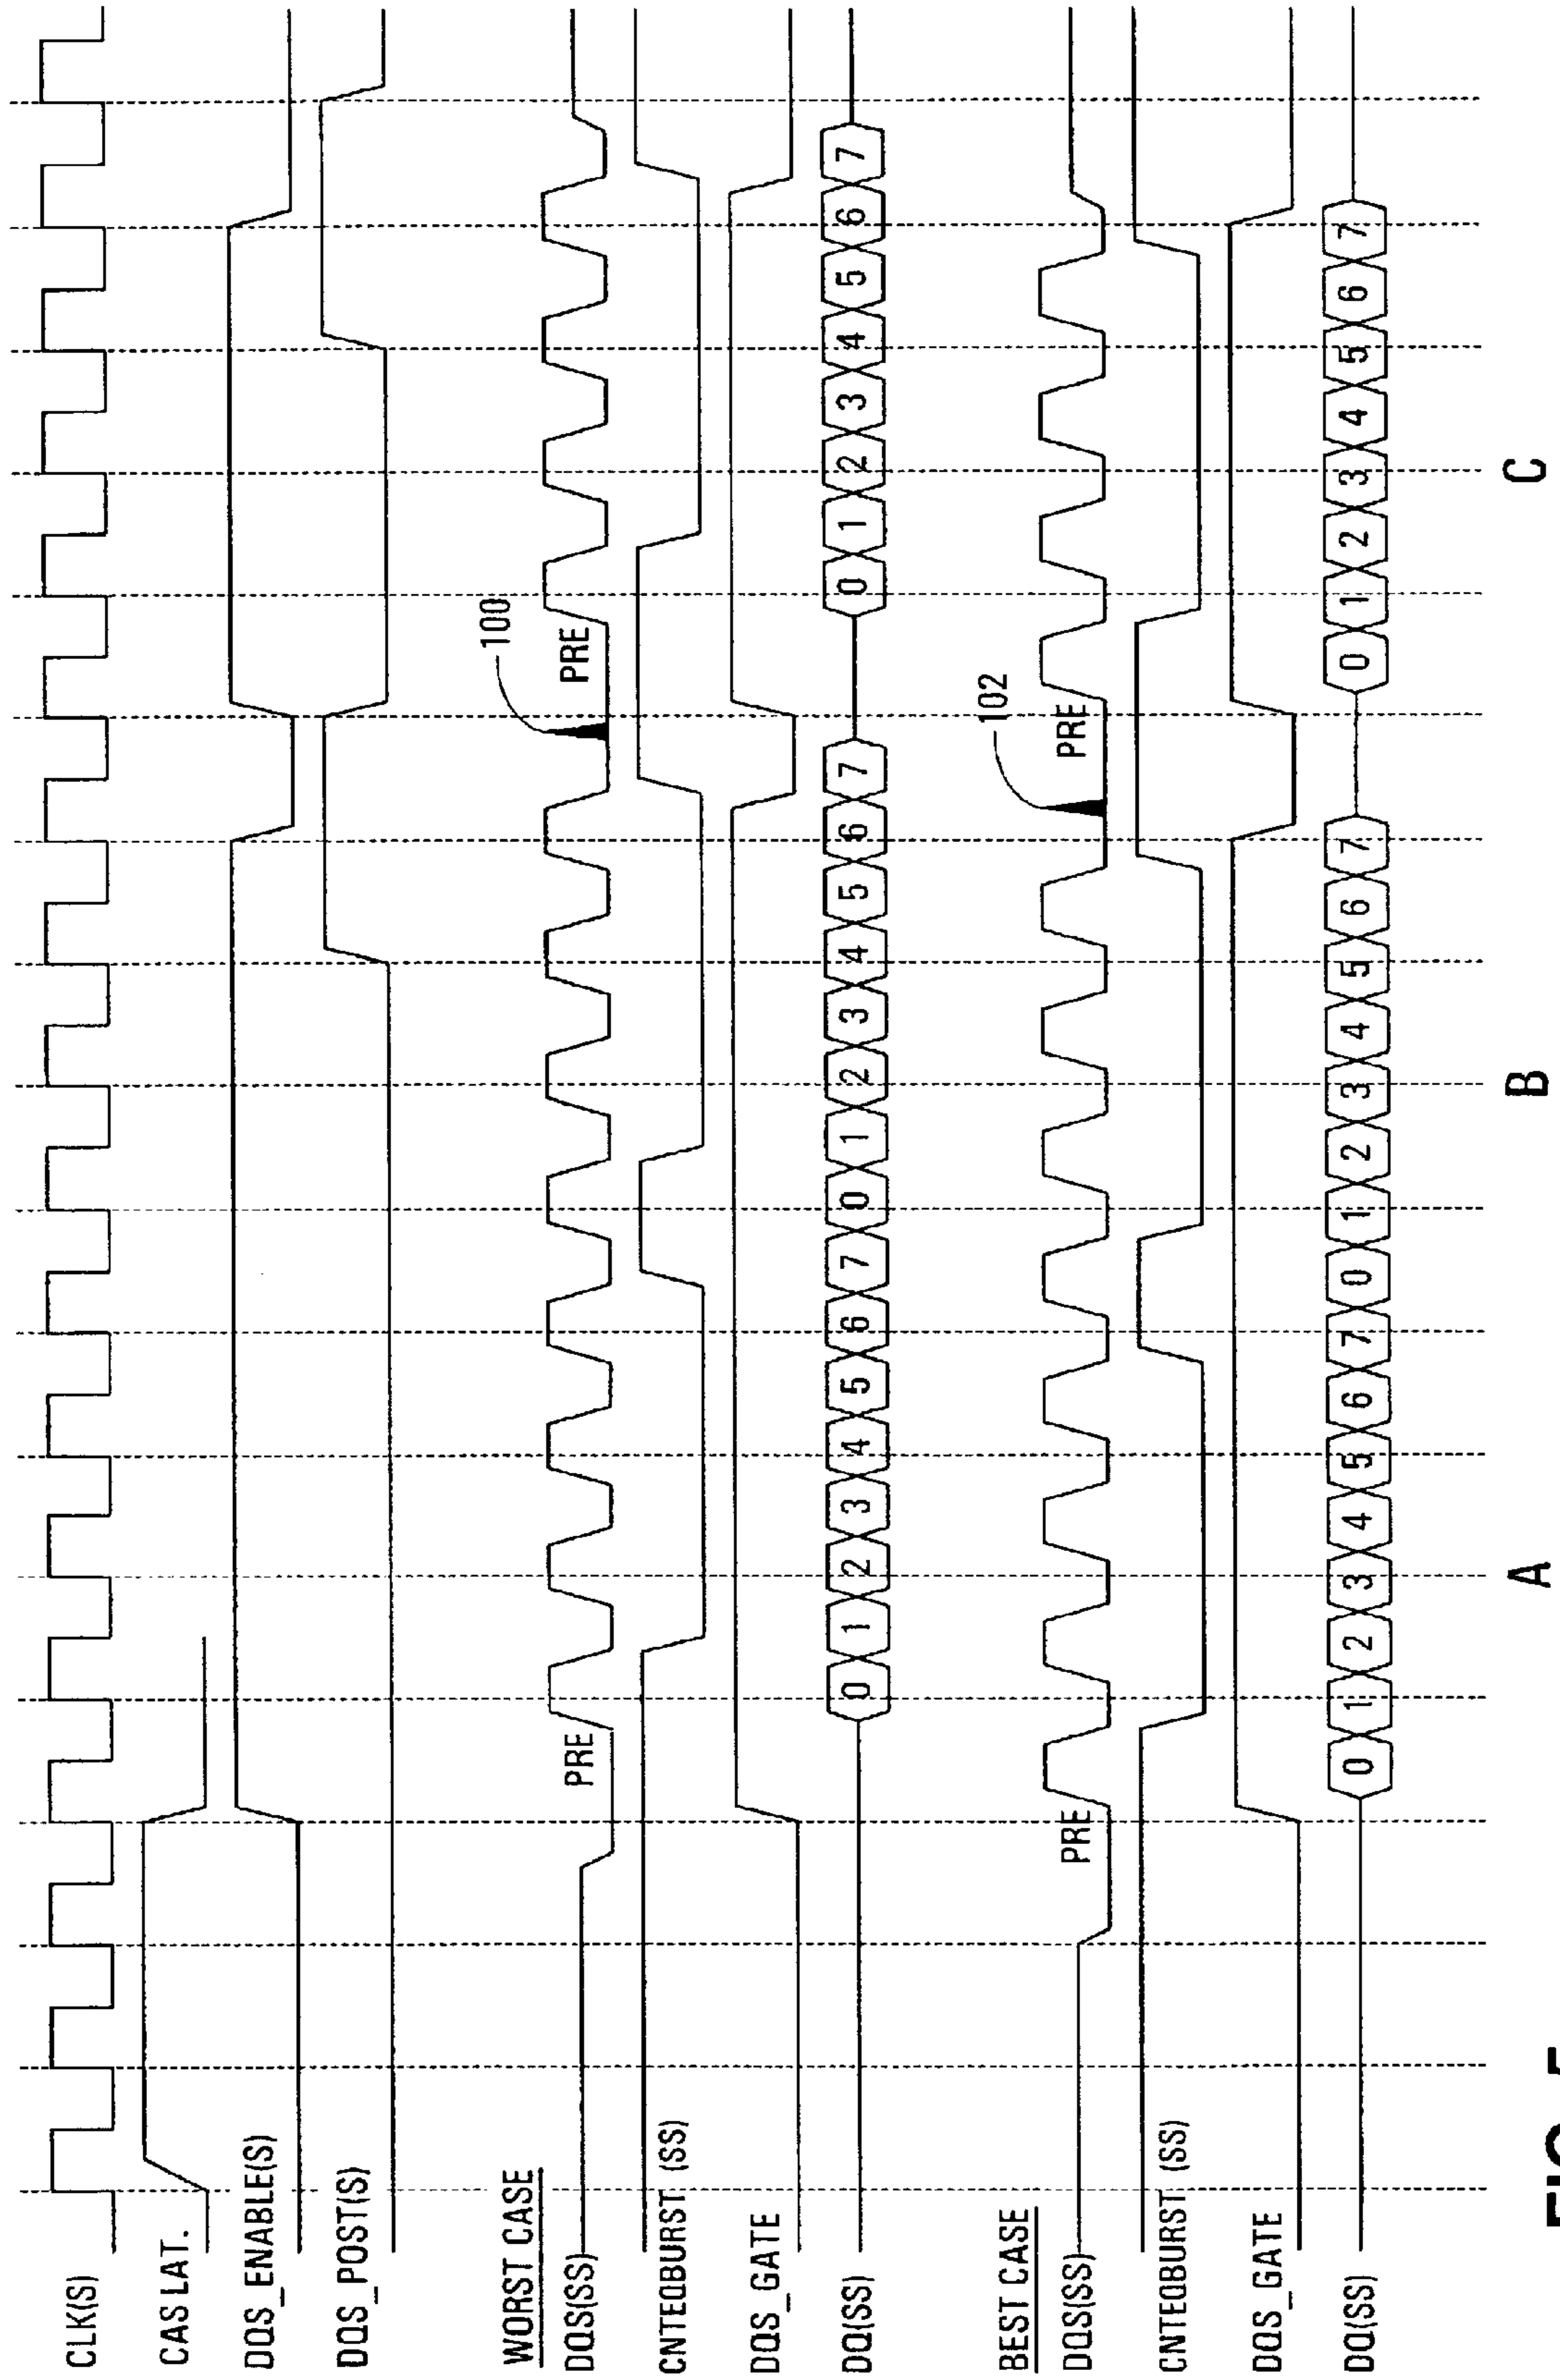 CLK(S)
CAS LAT.
DQS_ENABLE(S)
DQS_POST(S)
WORST CASE
DQS(SS)
PRE
100
PRE
CNTEQBURST (SS)
DQS_GATE
DQ(SS)
0 1 2 3 4 5 6 7 0 1 2 3 4 5 6 7
0 1 2 3 4 5 6 7
BEST CASE
DQS(SS)
PRE
102
PRE
CNTEQBURST (SS)
DQS_GATE
DQ(SS)
0 1 2 3 4 5 6 7 0 1 2 3 4 5 6 7
0 1 2 3 4 5 6 7
A
B
C